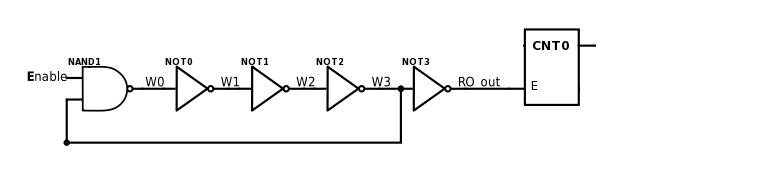 NAND1
NOT0
NOT1
NOT2
NOT3
CNT0
Enable
W0
W1
W2
W3
RO_out
E